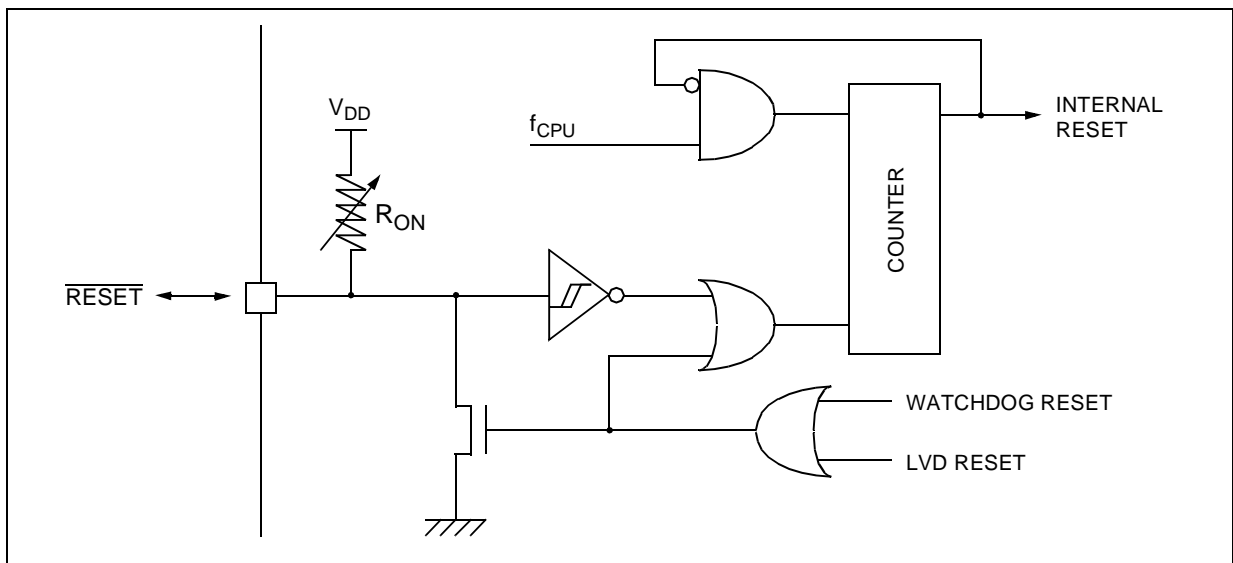 VDD
fCPU
INTERNAL
RESET
RON
COUNTER
RESET
WATCHDOG RESET
LVD RESET